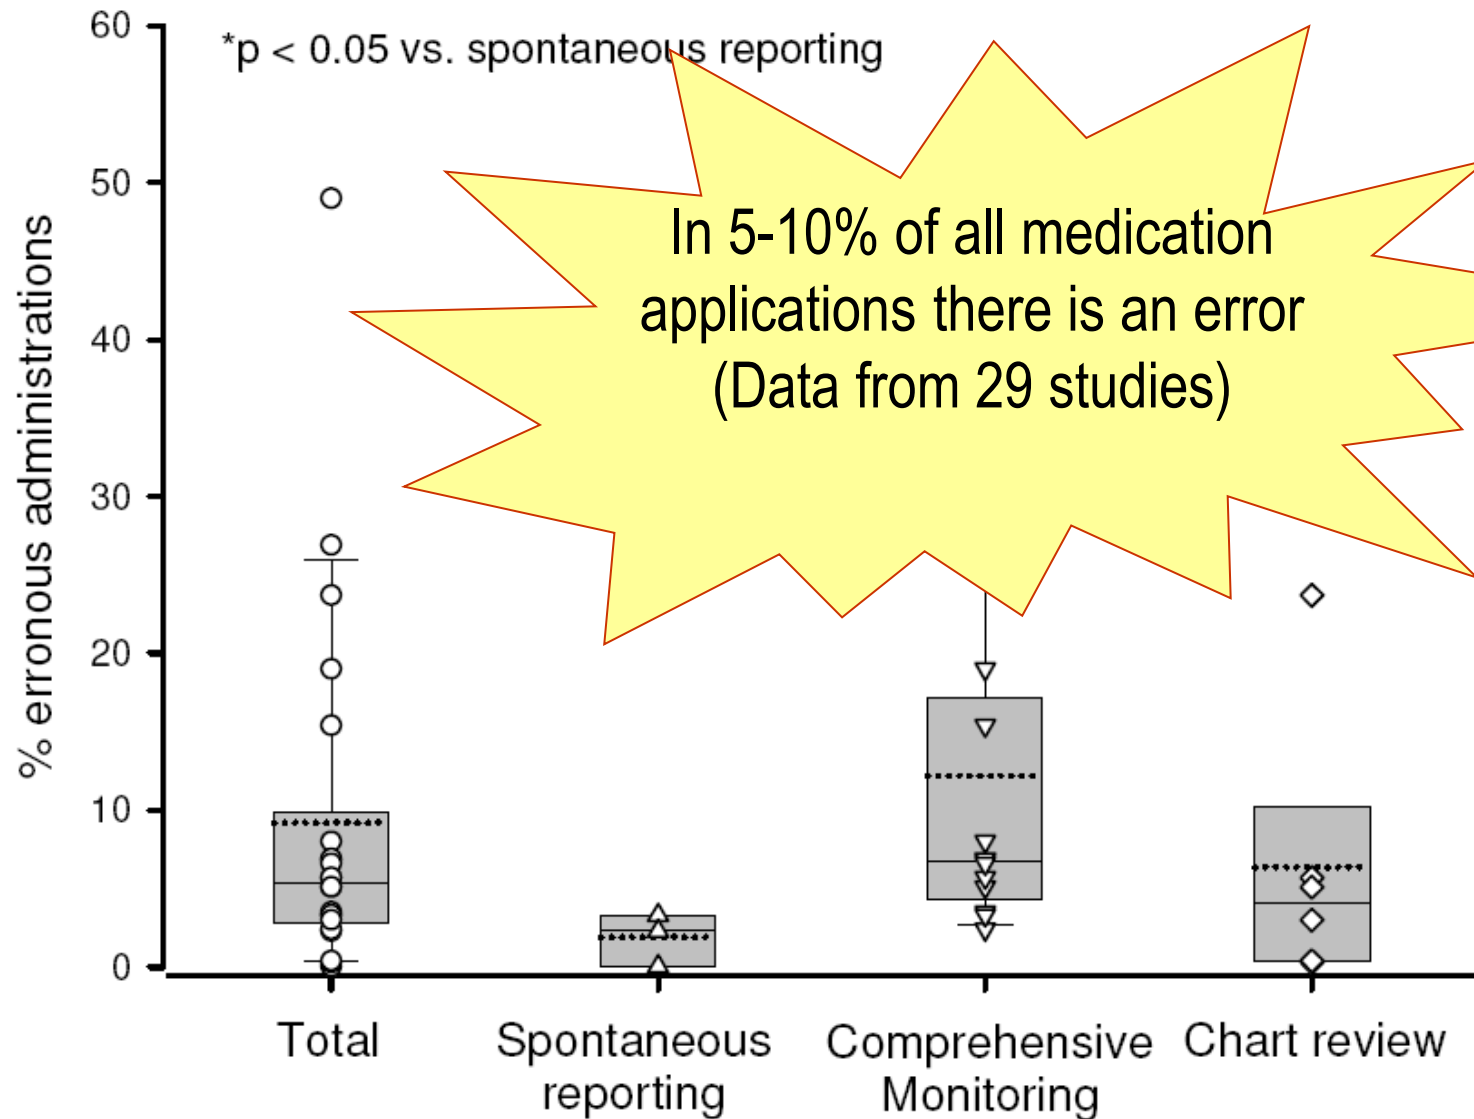 *p < 0.05 vs. spontaneous reporting
In 5-10% of all medication
applications there is an error
(Data from 29 studies)
% erronous administrations
60
50
40
30
20
10
0
Total
Spontaneous
reporting
Comprehensive
Monitoring
Chart review